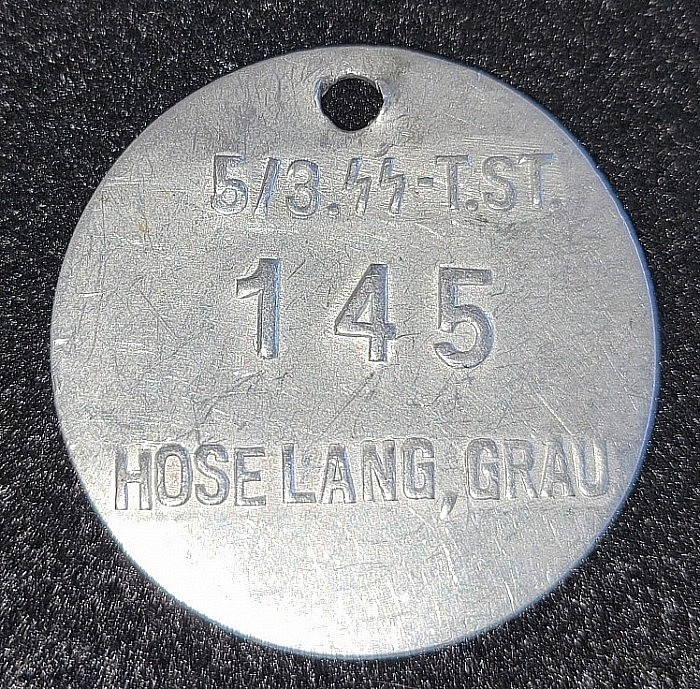 5/3.ᛋᛋ-T.ST.
145
HOSE LANG, GRAU